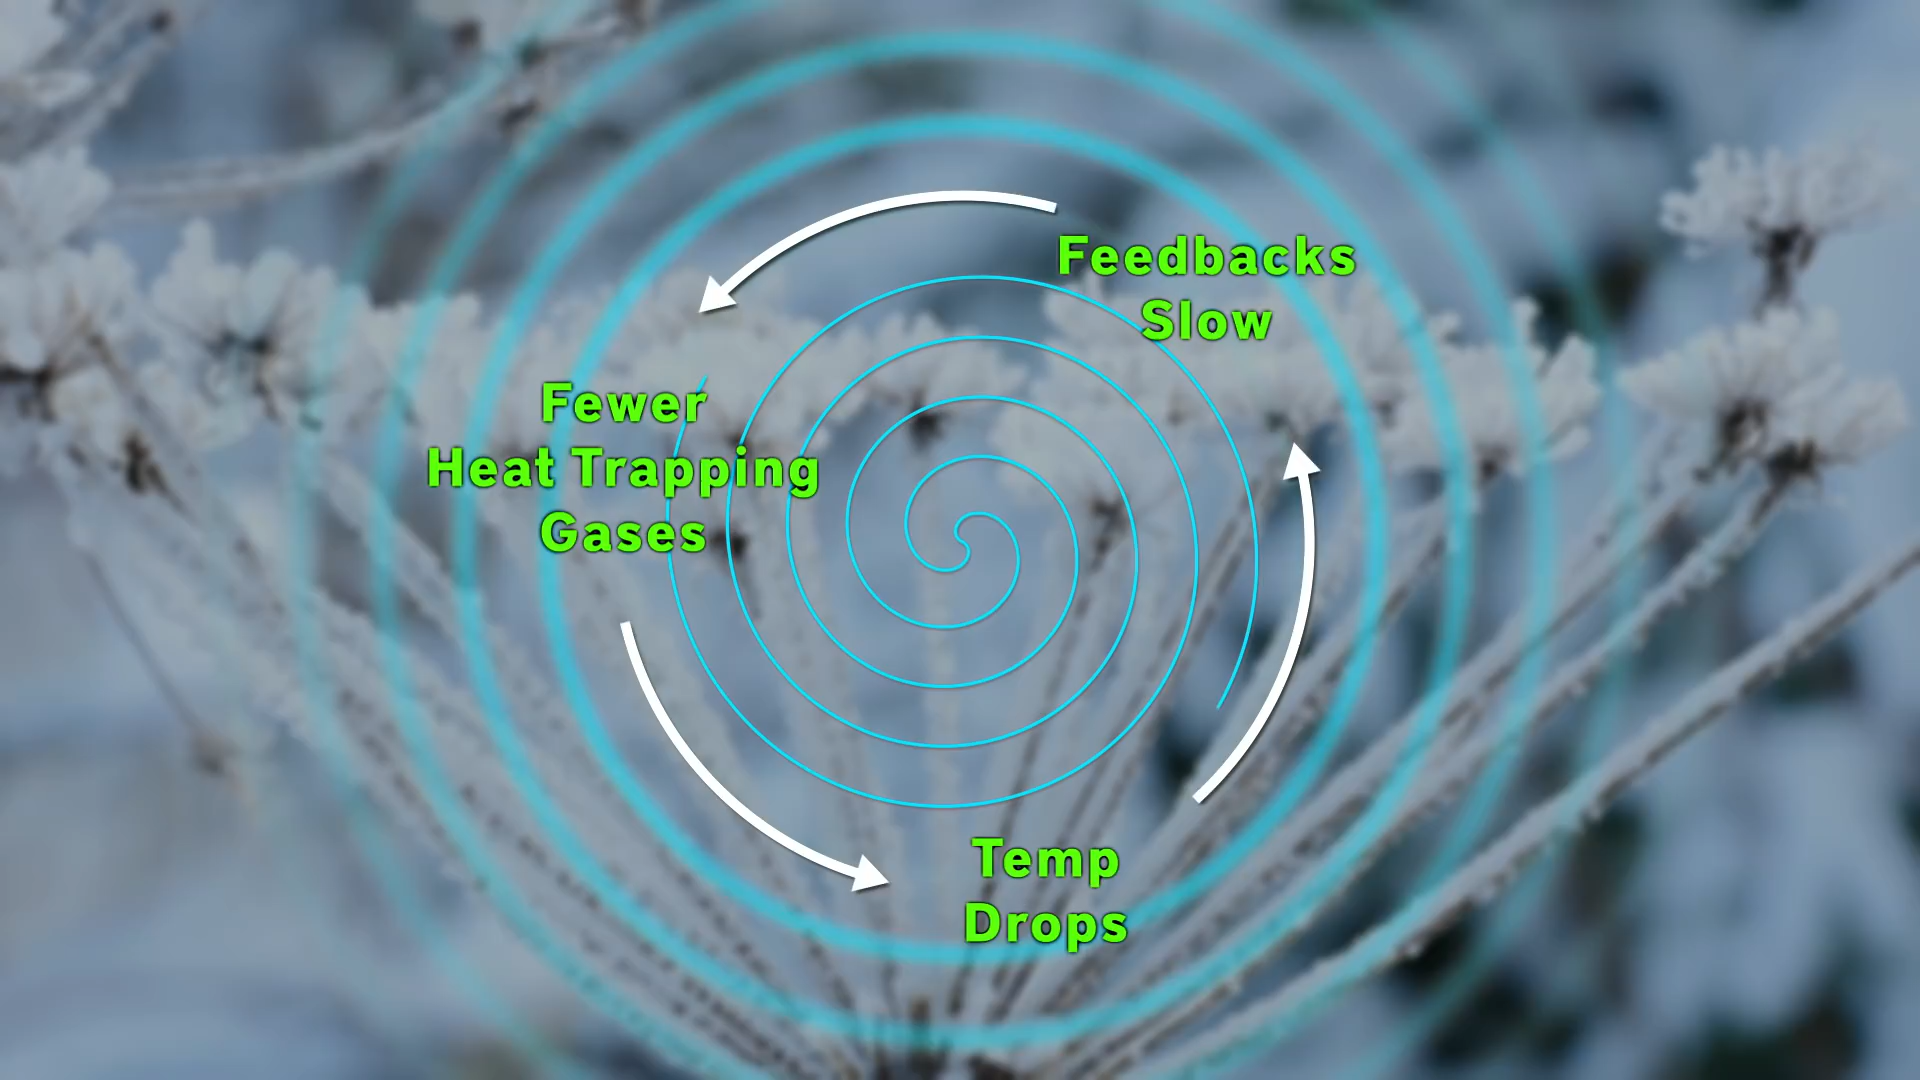 Feedbacks
Slow
Fewer
Heat Trapping
Gases
Temp
Drops